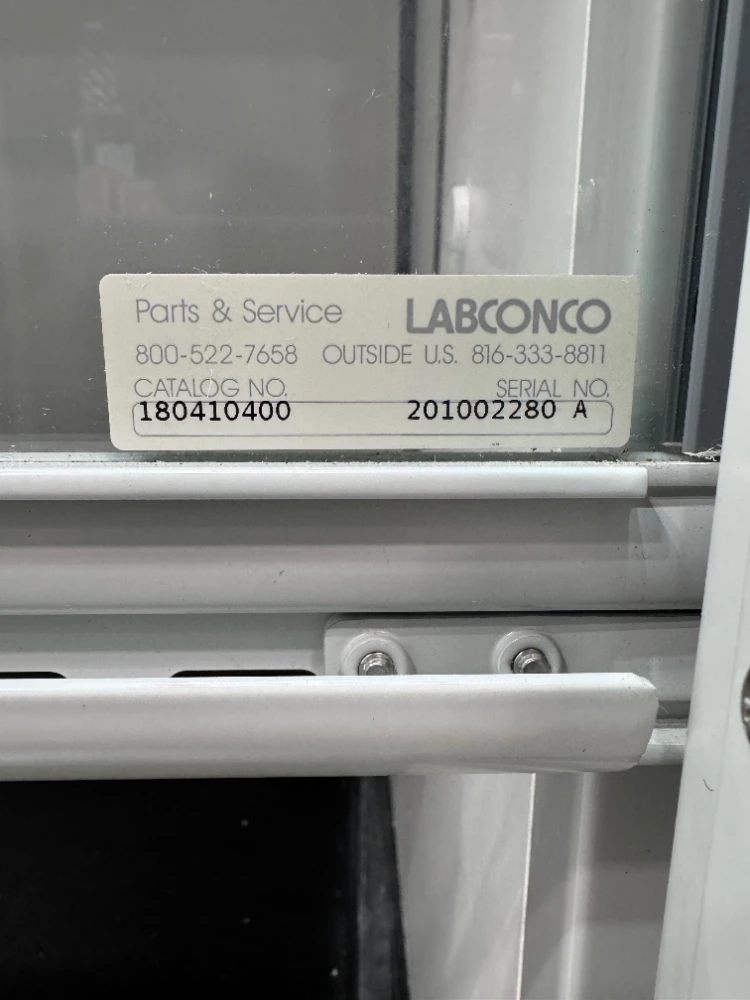 Parts & Service LABCONCO
800-522-7658 OUTSIDE U.S. 816-333-8811
CATALOG NO. SERIAL NO.
180410400 201002280 A